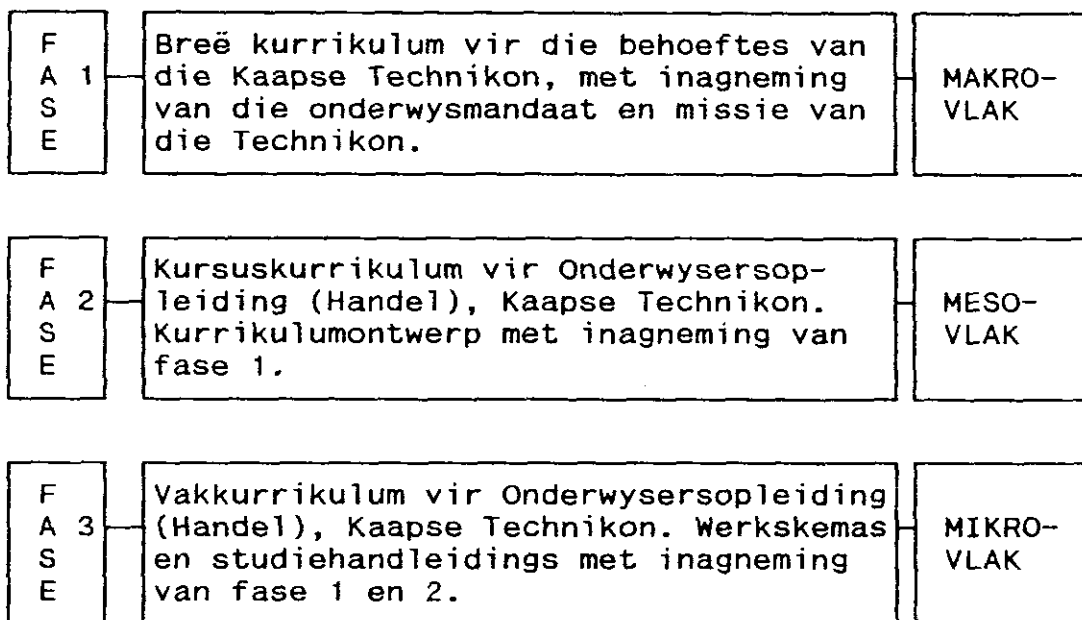 F
A 1
S
E
Breë kurrikulum vir die behoeftes van
die Kaapse Technikon, met inagneming
van die onderwysmandaat en missie van
die Technikon.
MAKRO-
VLAK
F
A 2
S
E
Kursuskurrikulum vir Onderwysersop-
leiding (Handel), Kaapse Technikon.
Kurrikulumontwerp met inagneming van
fase 1.
MESO-
VLAK
F
A 3
S
E
Vakkurrikulum vir Onderwysersopleiding
(Handel), Kaapse Technikon. Werkskemas
en studiehandleidings met inagneming
van fase 1 en 2.
MIKRO-
VLAK